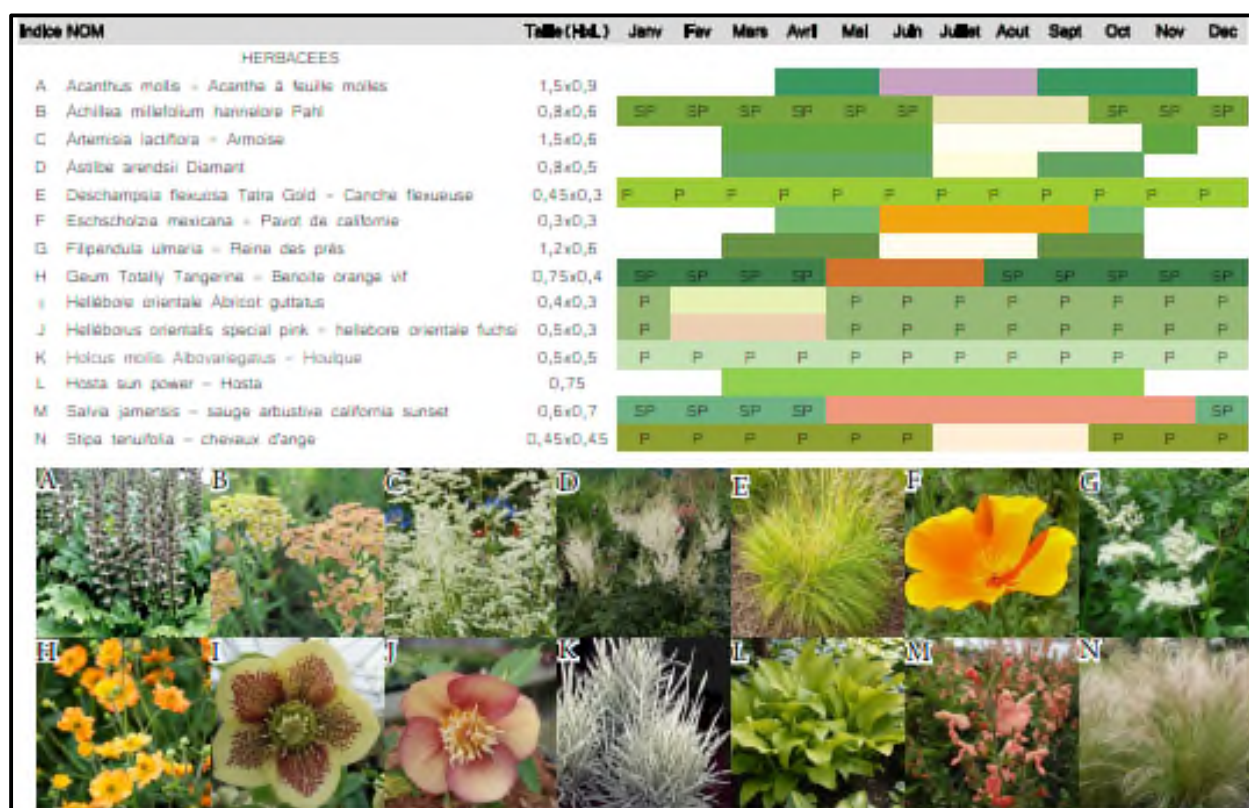 Indice NOM Taille(HxL) Janv Fev Mars Avril Mai Juin Juillet Aout Sept Oct Nov Dec
HERBACEES
A Acanthus mollis - Acanthe à feuille molles 1,5x0,9
B Achillea millefolium hannelore Pahl 0,8x0,6 SP SP SP SP SP SP SP SP SP
C Artemisia lactiflora - Armoise 1,5x0,6
D Astilbe arendsii Diamant 0,8x0,5
E Deschampsia flexuosa Tatra Gold - Canche flexueuse 0,45x0,3 P P P P P P P P P P P P
F Eschscholzia mexicana - Pavot de californie 0,3x0,3
G Filipendula ulmaria - Reine des prés 1,2x0,6
H Geum Totally Tangerine - Benoite orange vif 0,75x0,4 SP SP SP SP SP SP SP SP SP
I Hellébore orientale Abricot guttatus 0,4x0,3 P P P P P P P P P
J Helléborus orientalis special pink - hellebore orientale fuchsi 0,5x0,3 P P P P P P P P P
K Holcus mollis Albovariegatus - Houlque 0,5x0,5 P P P P P P P P P P P P
L Hosta sun power - Hosta 0,75
M Salvia jamensis - sauge arbustive california sunset 0,6x0,7 SP SP SP SP SP
N Stipa tenuifolia - chevaux d'ange 0,45x0,45 P P P P P P P P P
A B C D E F G
H I J K L M N